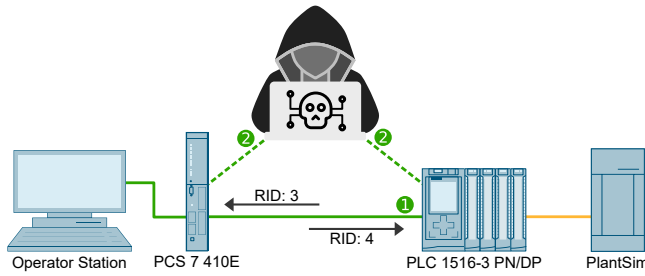 2
2
RID: 3
1
RID: 4
Operator Station
PCS 7 410E
PLC 1516-3 PN/DP
PlantSim